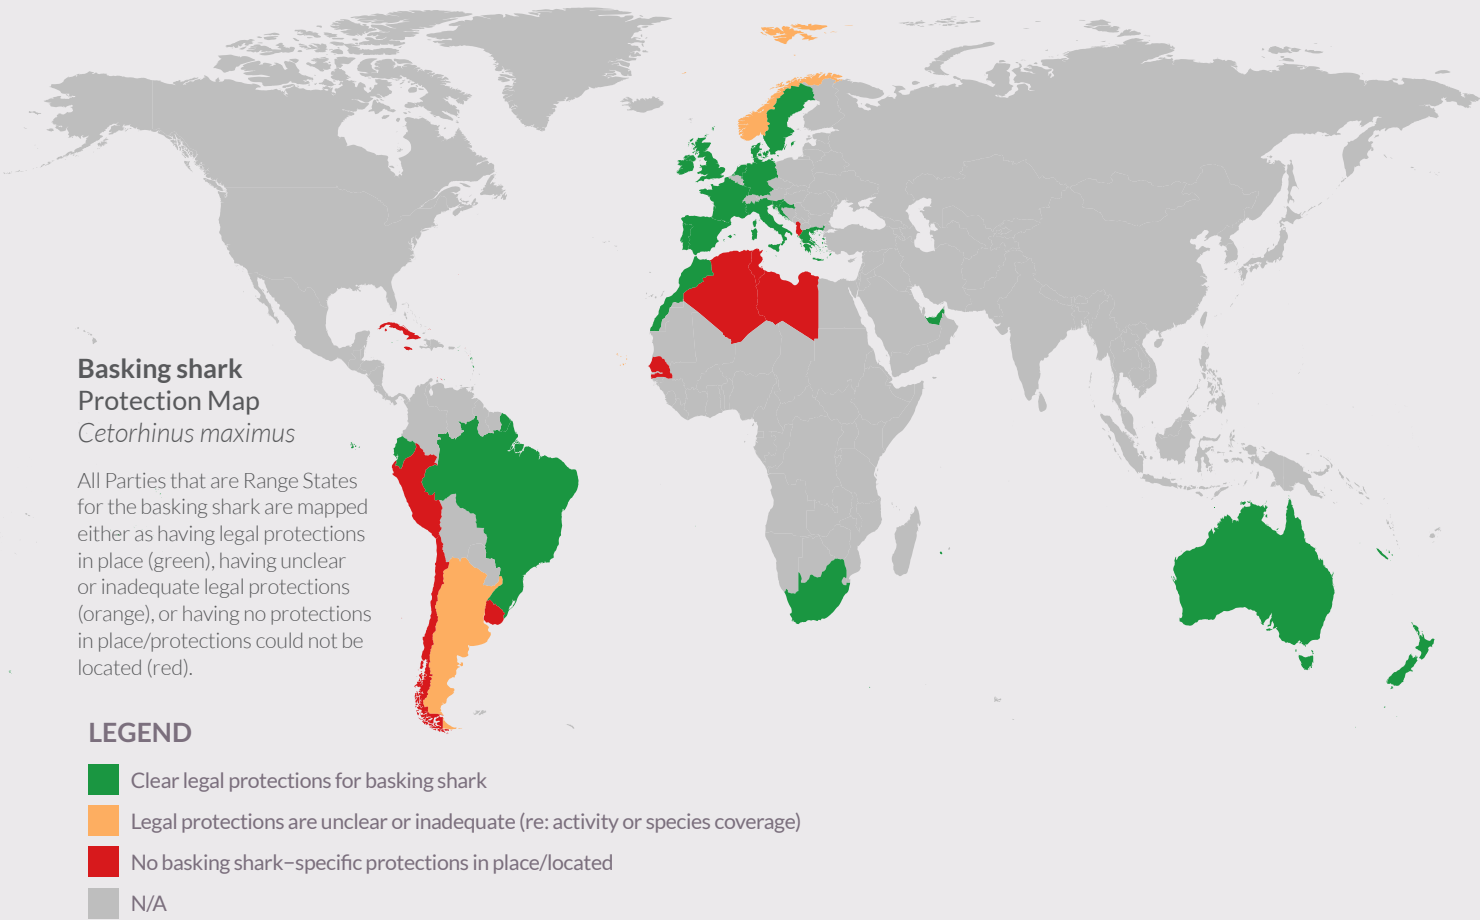 Basking shark
Protection Map
Cetorhinus maximus
All Parties that are Range States
for the basking shark are mapped
either as having legal protections
in place (green), having unclear
or inadequate legal protections
(orange), or having no protections
in place/protections could not be
located (red).
LEGEND
Clear legal protections for basking shark
Legal protections are unclear or inadequate (re: activity or species coverage)
No basking shark–specific protections in place/located
N/A